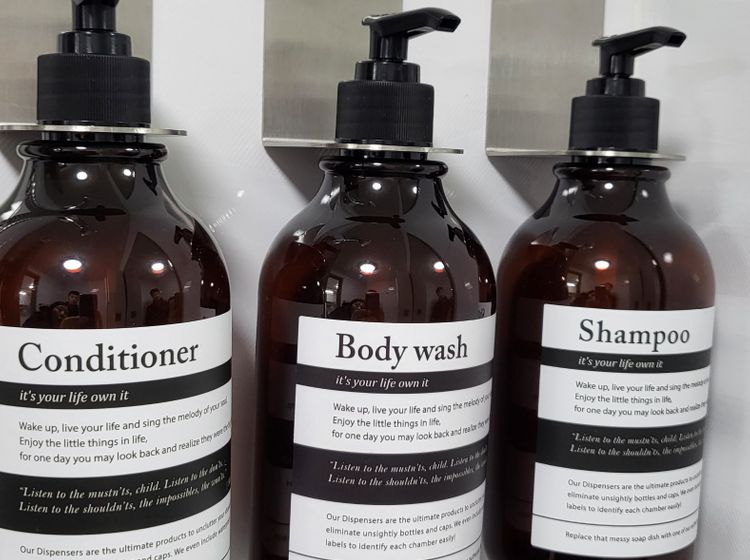 Conditioner
it's your life own it
Wake up, live your life and sing the melody of your soul,
Enjoy the little things in life,
for one day you may look back and realize they were the
"Listen to the mustn'ts, child. Listen to the don'ts.
Listen to the shouldn'ts, the impossibles, the won'ts.
Our Dispensers are the ultimate products to unclutter your
and caps. We even include
Body wash
it's your life own it
Wake up, live your life and sing the melody of your
Enjoy the little things in life,
for one day you may look back and realize they
"Listen to the mustn'ts, child. Listen to the
Listen to the shouldn'ts, the impossibles, the
Our Dispensers are the ultimate products to
eliminate unsightly bottles and caps. We even
labels to identify each chamber easily!
Shampoo
it's your life own it
Wake up, live your life and sing the melody
Enjoy the little things in life,
for one day you may look back and
"Listen to the mustn'ts, child.
Listen to the shouldn'ts, the impossibles
Our Dispensers are the ultimate products to
eliminate unsightly bottles and caps. We even
labels to identify each chamber easily!
Replace that messy soap dish with one of our